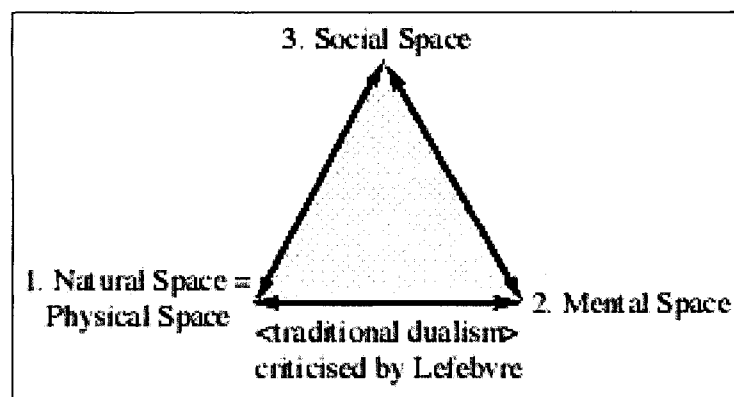 3. Social Space
1. Natural Space =
Physical Space
2. Mental Space
<traditional dualism>
criticised by Lefebvre